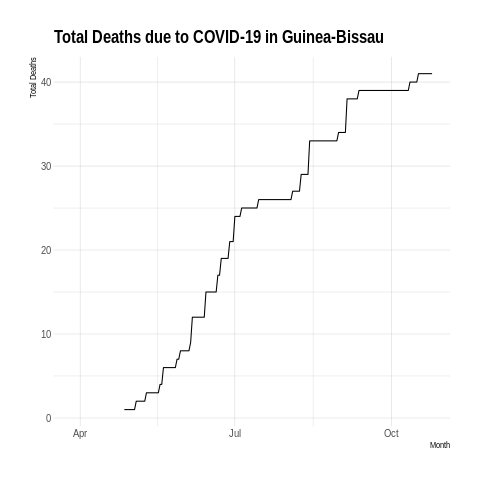 Total Deaths due to COVID-19 in Guinea-Bissau
Total Deaths
40
30
20
10
0
Apr
Jul
Oct
Month